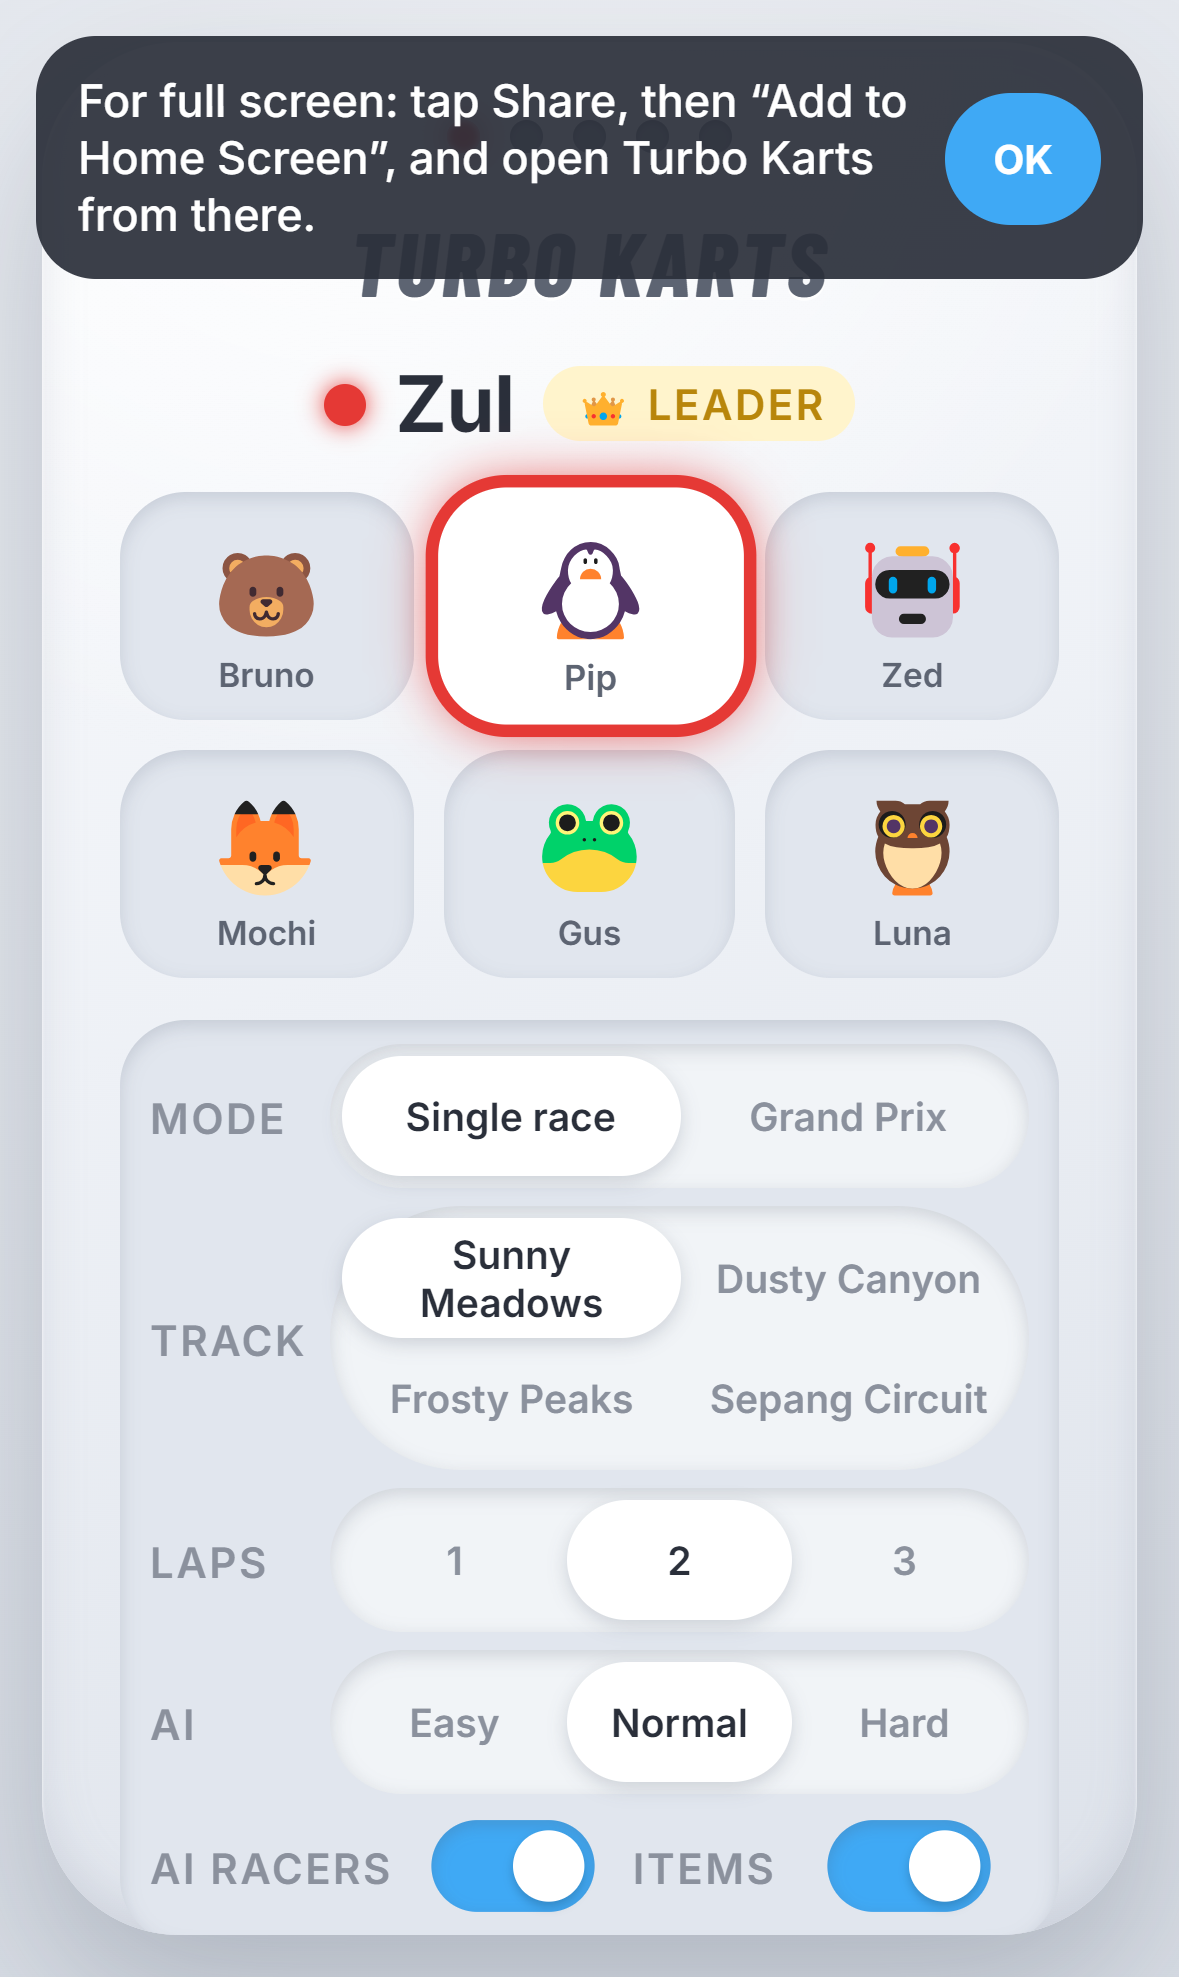 For full screen: tap Share, then “Add to
Home Screen”, and open Turbo Karts
from there.
OK
TURBO KARTS
Zul
LEADER
Bruno
Pip
Zed
Mochi
Gus
Luna
MODE
Single race
Grand Prix
TRACK
Sunny
Meadows
Dusty Canyon
Frosty Peaks
Sepang Circuit
LAPS
1
2
3
AI
Easy
Normal
Hard
AI RACERS
ITEMS